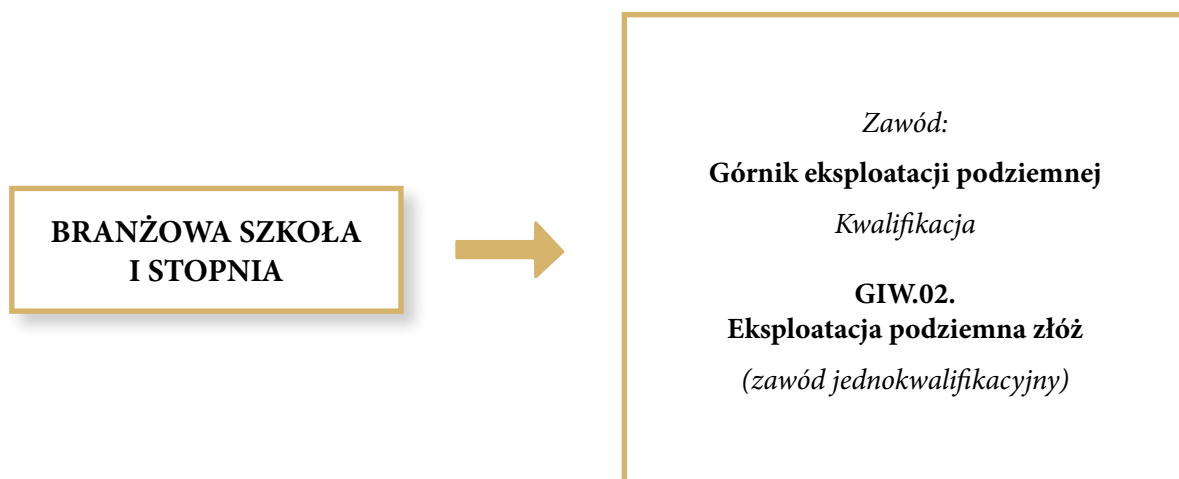 BRANŻOWA SZKOŁA
I STOPNIA
Zawód:
Górnik eksploatacji podziemnej
Kwalifikacja
GIW.02.
Eksploatacja podziemna złóż
(zawód jednokwalifikacyjny)